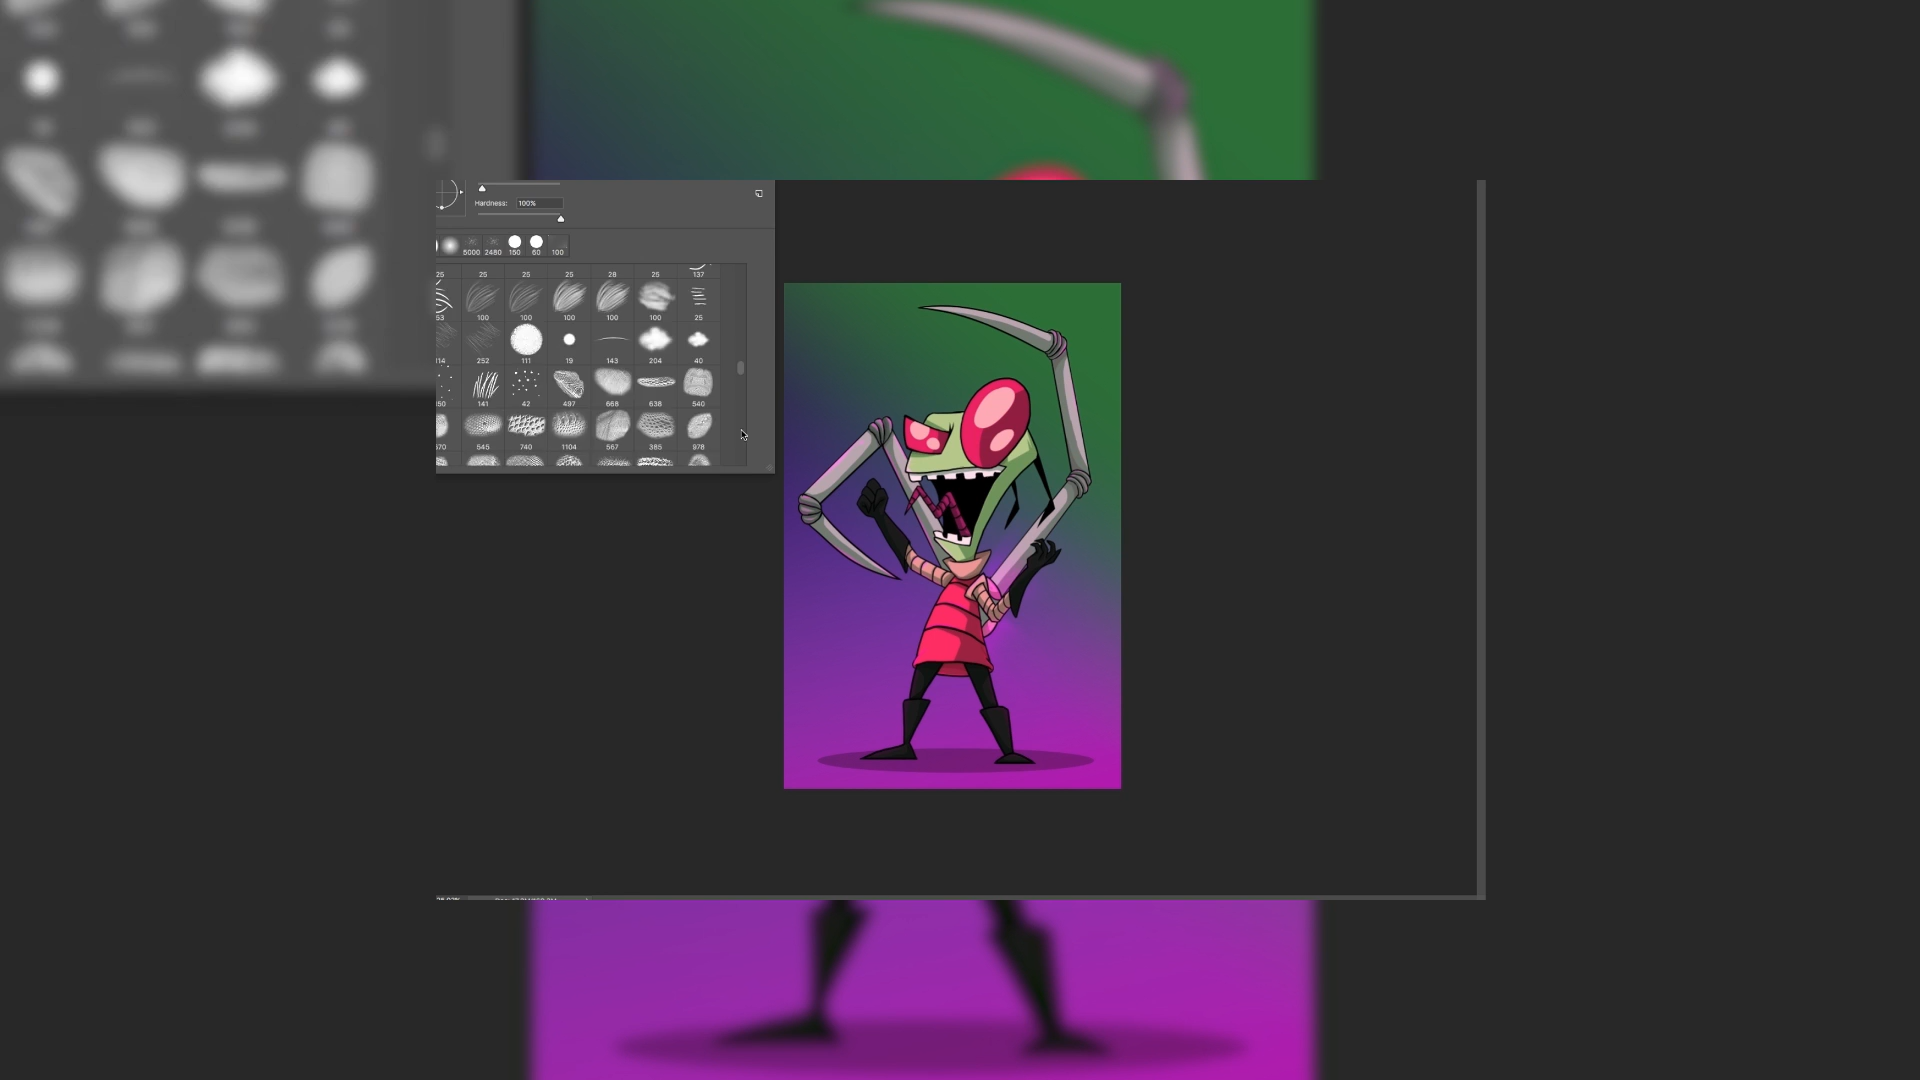 Hardness: 100%
5000 2480 150 60 100
25 25 25 25 28 25 137
100 100 100 100 100 25
252 111 19 143 204 40
141 42 497 668 638 540
545 740 1104 567 385 978